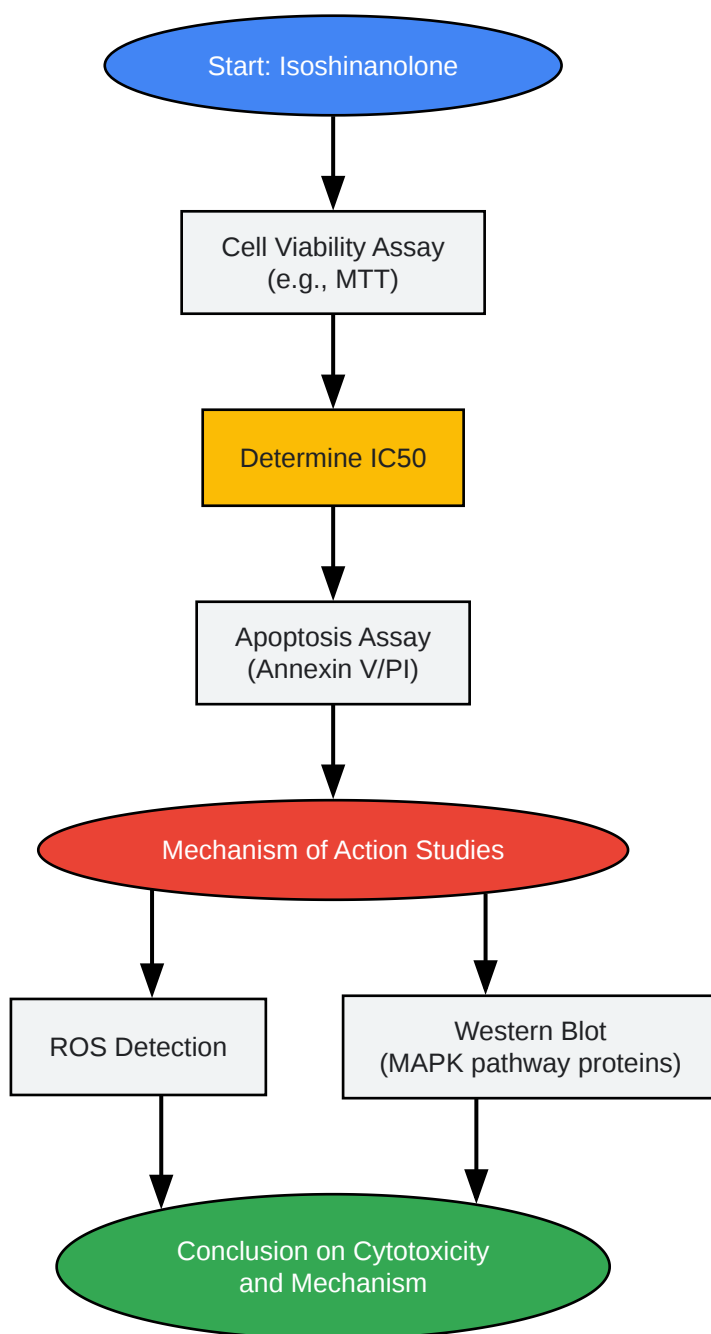 Start: Isoshinanolone
Cell Viability Assay
(e.g., MTT)
Determine IC50
Apoptosis Assay
(Annexin V/PI)
Mechanism of Action Studies
ROS Detection
Western Blot
(MAPK pathway proteins)
Conclusion on Cytotoxicity
and Mechanism